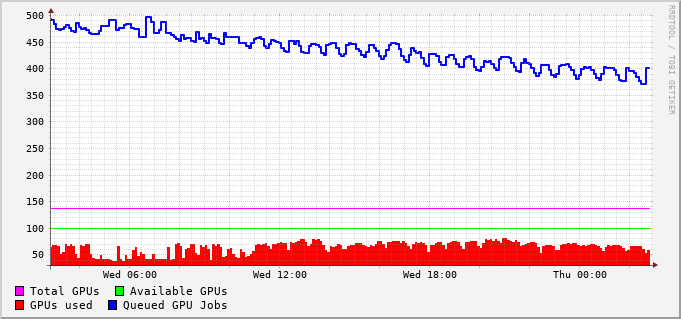 RRDTOOL / TOBI OETIKER
500
450
400
350
300
250
200
150
100
50
Wed 06:00 Wed 12:00 Wed 18:00 Thu 00:00
Total GPUs Available GPUs
GPUs used Queued GPU Jobs